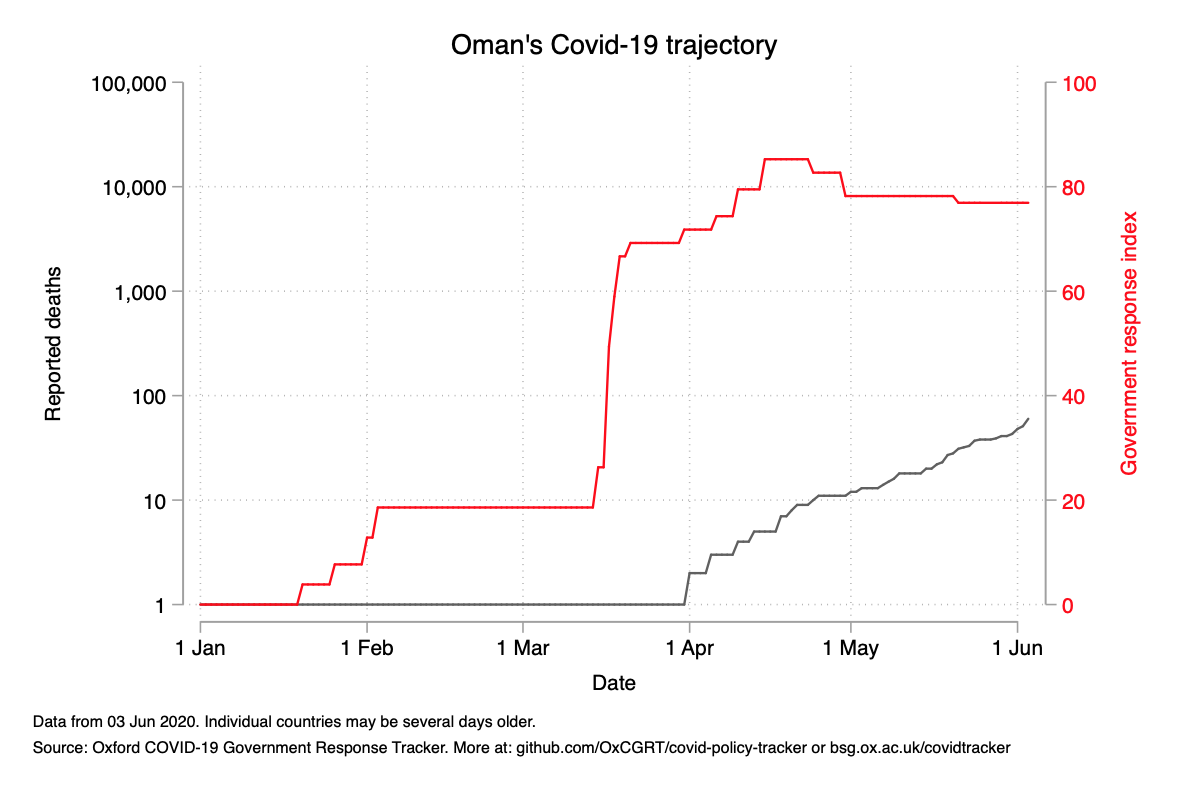 Oman's Covid-19 trajectory
100,000
10,000
1,000
100
10
1
Reported deaths
100
80
60
40
20
0
Government response index
1 Jan
1 Feb
1 Mar
1 Apr
1 May
1 Jun
Date
Data from 03 Jun 2020. Individual countries may be several days older.
Source: Oxford COVID-19 Government Response Tracker. More at: github.com/OxCGRT/covid-policy-tracker or bsg.ox.ac.uk/covidtracker